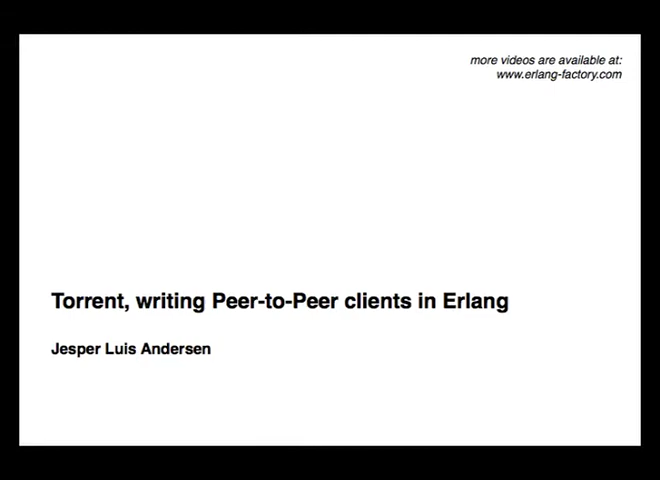 more videos are available at:
www.erlang-factory.com
Torrent, writing Peer-to-Peer clients in Erlang
Jesper Luis Andersen